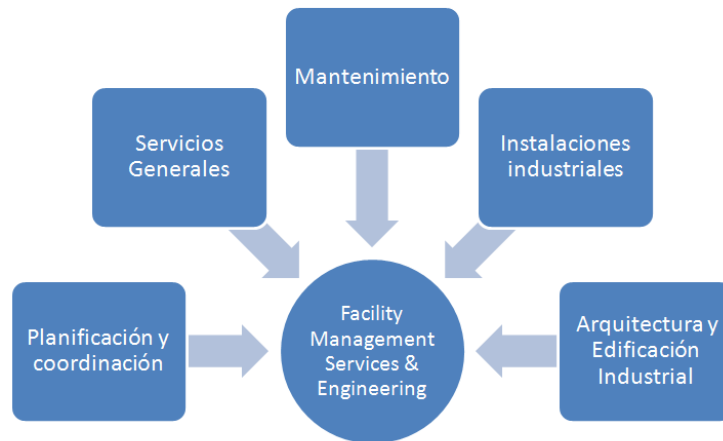 Mantenimiento
Servicios
Generales
Instalaciones
industriales
Planificación y
coordinación
Facility
Management
Services &
Engineering
Arquitectura y
Edificación
Industrial